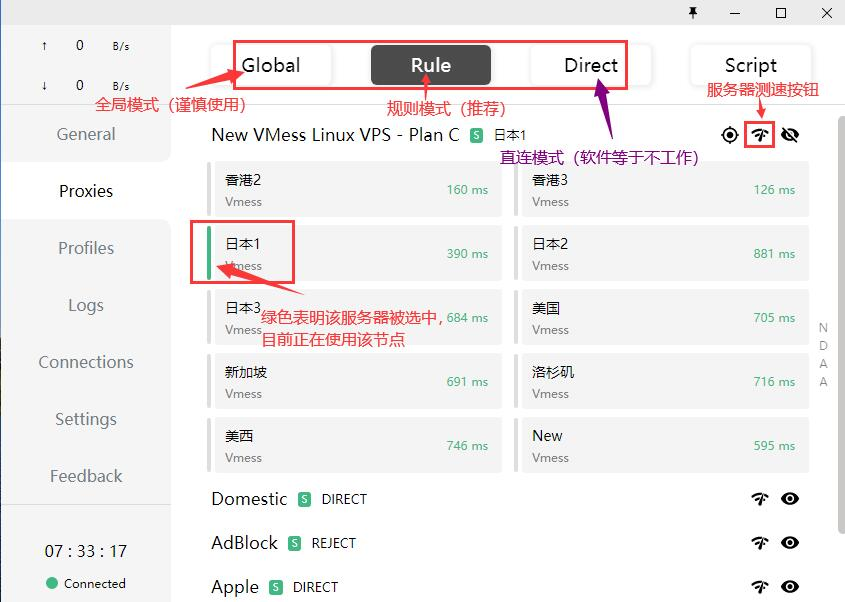 ↑ 0 B/s
↓ 0 B/s
Global
Rule
Direct
Script
全局模式（谨慎使用）
规则模式（推荐）
服务器测速按钮
General
Proxies
Profiles
Logs
Connections
Settings
Feedback
07 : 33 : 17
Connected
New VMess Linux VPS - Plan C S 日本1
直连模式（软件等于不工作）
香港2
Vmess
160 ms
香港3
Vmess
126 ms
日本1
Vmess
390 ms
日本2
Vmess
881 ms
绿色表明该服务器被选中，
目前正在使用该节点
日本3
Vmess
684 ms
美国
Vmess
705 ms
新加坡
Vmess
691 ms
洛杉矶
Vmess
716 ms
美西
Vmess
746 ms
New
Vmess
595 ms
N
D
A
A
Domestic S DIRECT
AdBlock S REJECT
Apple S DIRECT